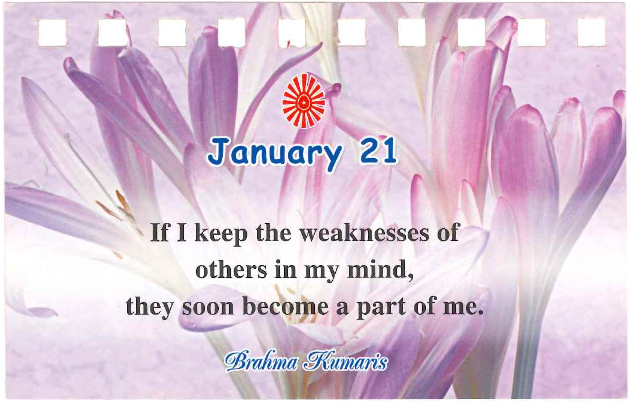 January 21
If I keep the weaknesses of
others in my mind,
they soon become a part of me.
Brahma Kumaris